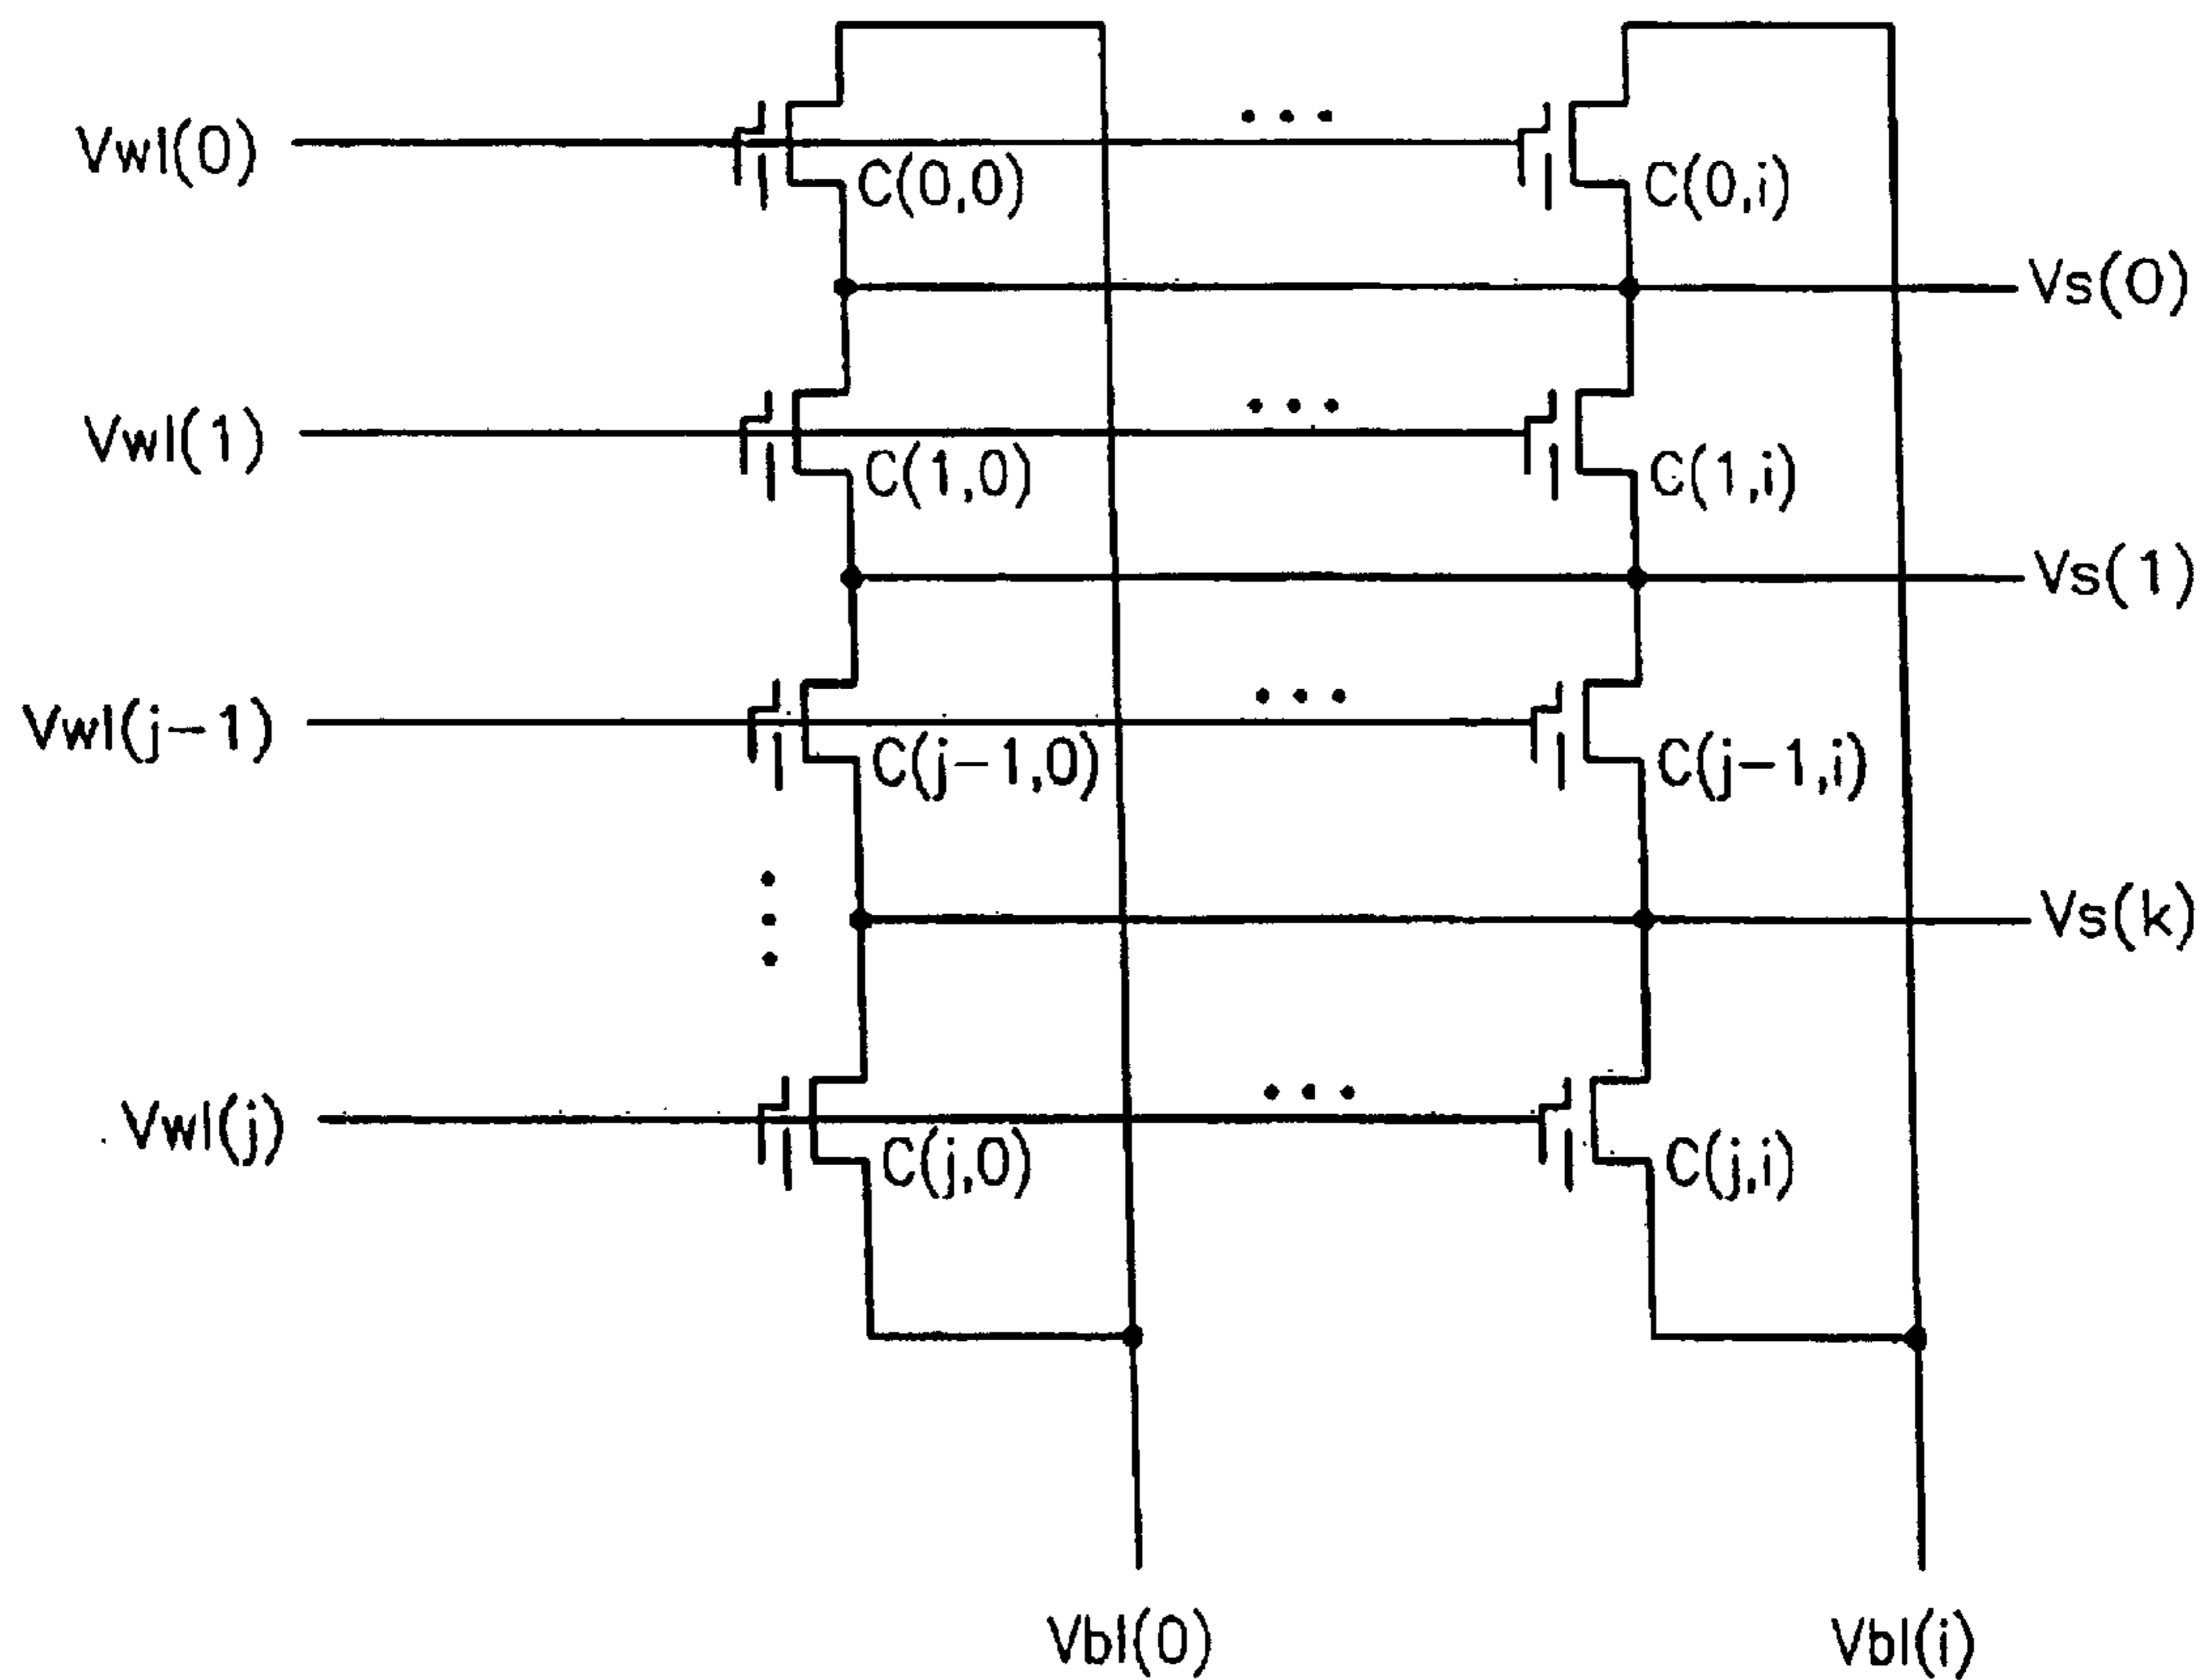 Vwl(0)
C(0,0)
C(0,i)
Vs(0)
Vwl(1)
C(1,0)
C(1,i)
Vs(1)
Vwl(j-1)
C(j-1,0)
C(j-1,i)
Vs(k)
Vwl(j)
C(j,0)
C(j,i)
Vbl(0)
Vbl(i)